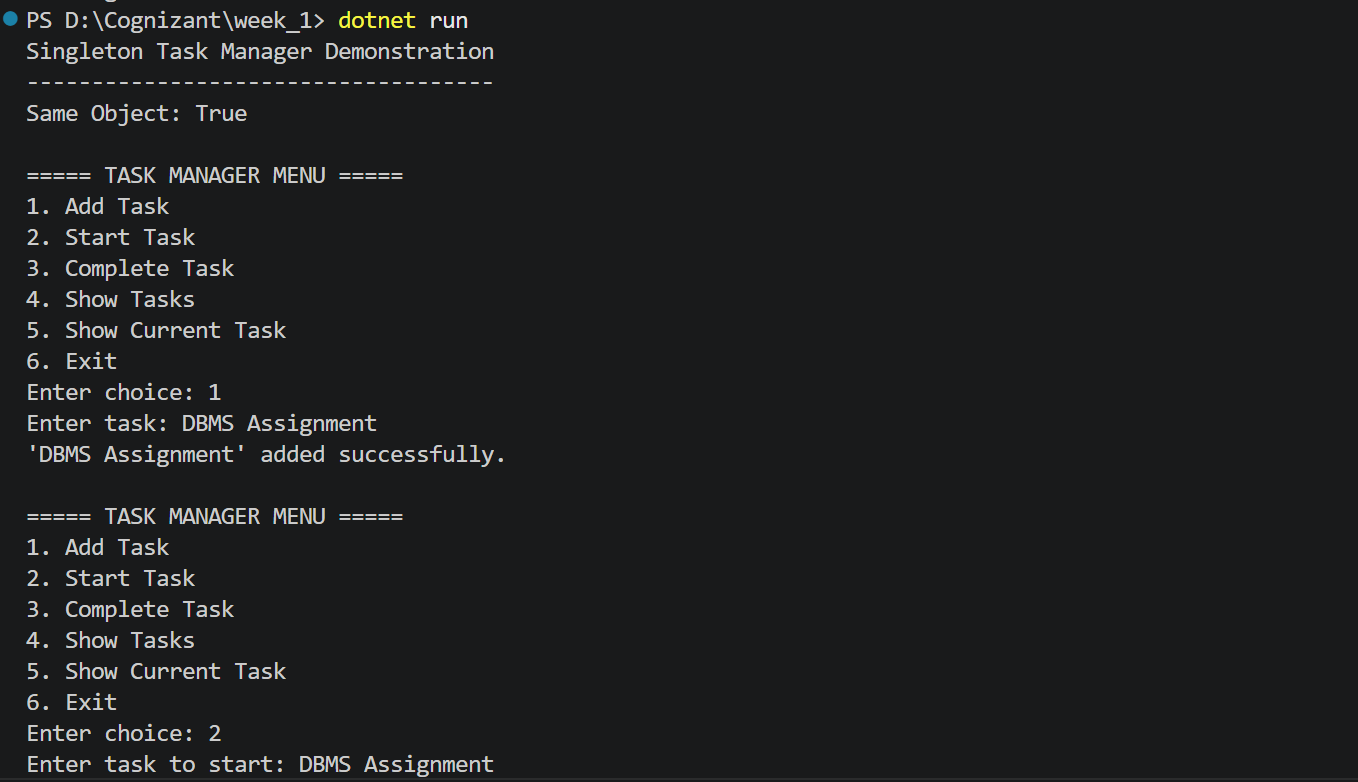 PS D:\Cognizant\week_1> dotnet run
Singleton Task Manager Demonstration
------------------------------------
Same Object: True
===== TASK MANAGER MENU =====
1. Add Task
2. Start Task
3. Complete Task
4. Show Tasks
5. Show Current Task
6. Exit
Enter choice: 1
Enter task: DBMS Assignment
'DBMS Assignment' added successfully.
===== TASK MANAGER MENU =====
1. Add Task
2. Start Task
3. Complete Task
4. Show Tasks
5. Show Current Task
6. Exit
Enter choice: 2
Enter task to start: DBMS Assignment